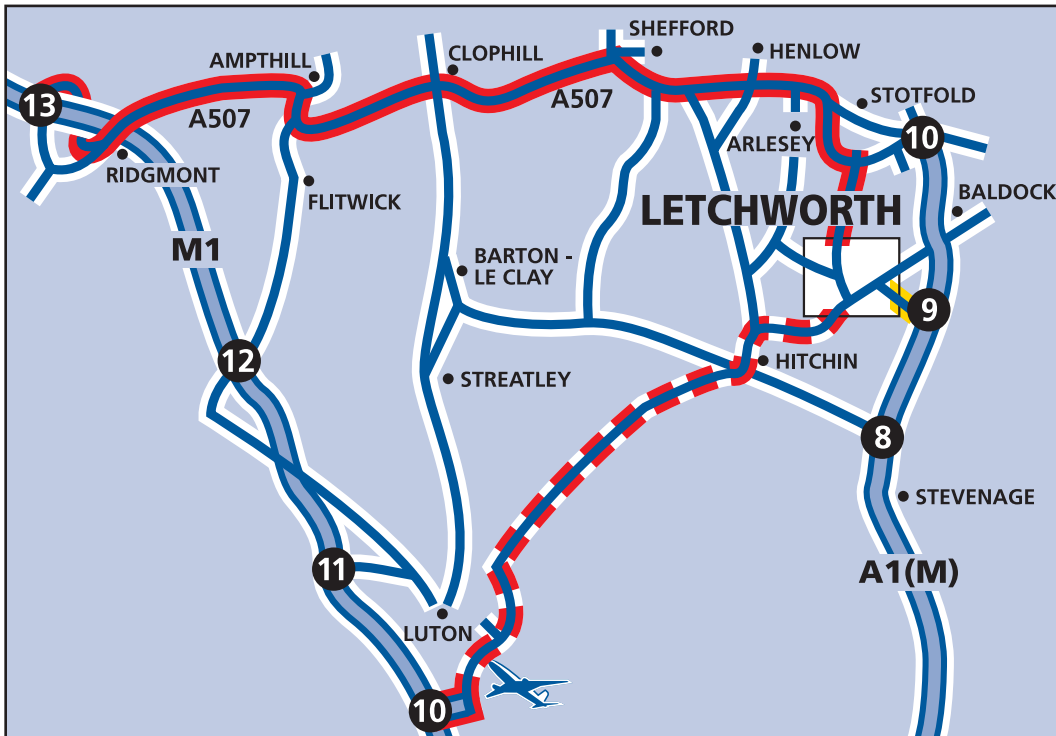 SHEFFORD
HENLOW
CLOPHILL
AMPTHILL
13
A507
A507
STOTFOLD
10
ARLESEY
RIDGMONT
FLITWICK
BALDOCK
LETCHWORTH
M1
BARTON -
LE CLAY
9
12
HITCHIN
STREATLEY
8
STEVENAGE
11
A1(M)
LUTON
10